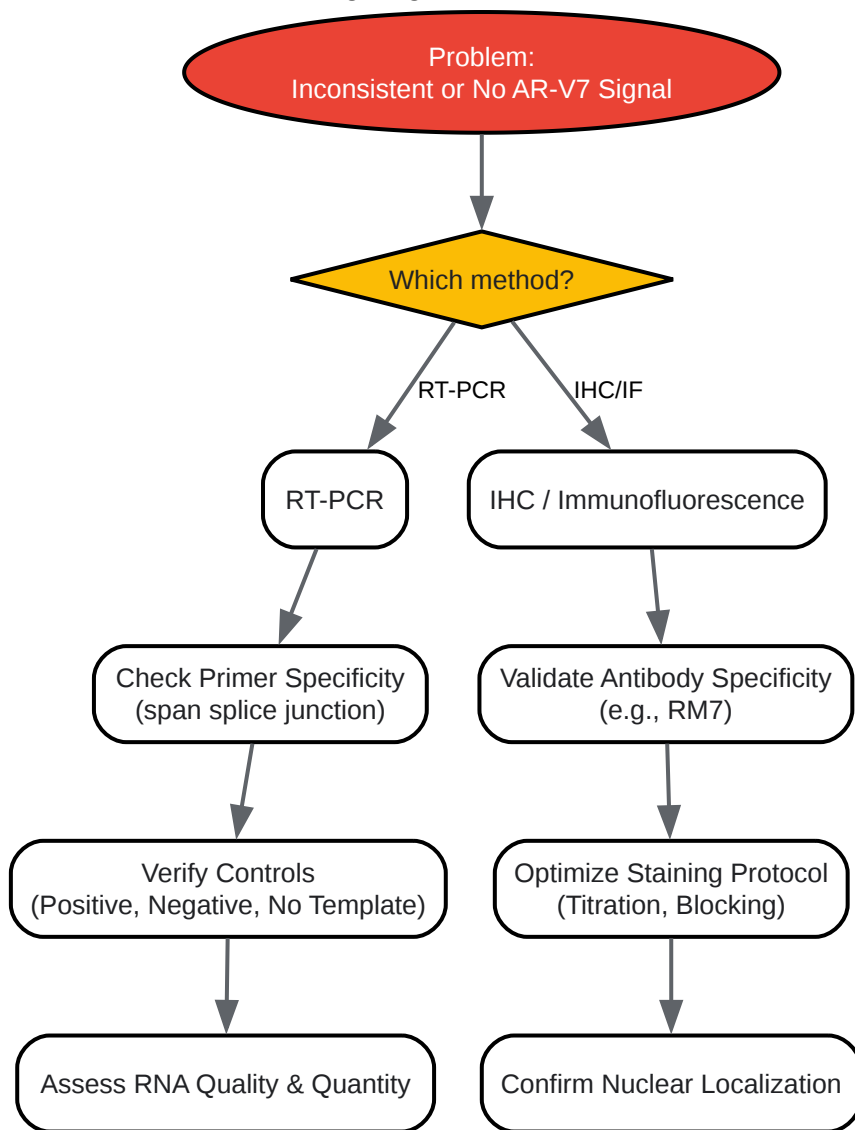 Problem:
Inconsistent or No AR-V7 Signal
Which method?
RT-PCR
IHC/IF
RT-PCR
IHC / Immunofluorescence
Check Primer Specificity
(span splice junction)
Validate Antibody Specificity
(e.g., RM7)
Verify Controls
(Positive, Negative, No Template)
Optimize Staining Protocol
(Titration, Blocking)
Assess RNA Quality & Quantity
Confirm Nuclear Localization